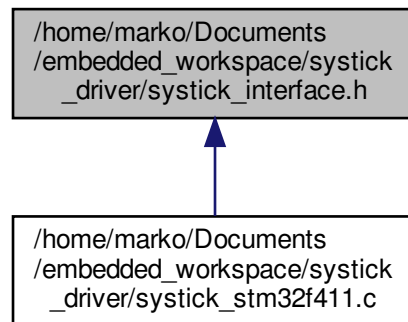 /home/marko/Documents
/embedded_workspace/systick
_driver/systick_interface.h
/home/marko/Documents
/embedded_workspace/systick
_driver/systick_stm32f411.c